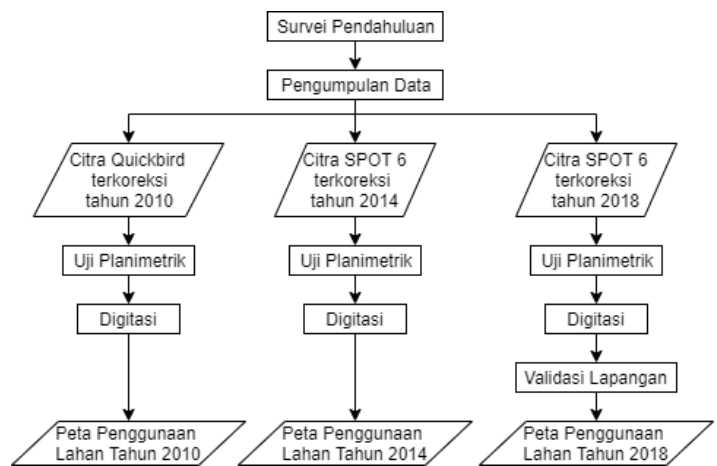 Survei Pendahuluan
Pengumpulan Data
Citra Quickbird
terkoreksi
tahun 2010
Citra SPOT 6
terkoreksi
tahun 2014
Citra SPOT 6
terkoreksi
tahun 2018
Uji Planimetrik
Uji Planimetrik
Uji Planimetrik
Digitasi
Digitasi
Digitasi
Validasi Lapangan
Peta Penggunaan
Lahan Tahun 2010
Peta Penggunaan
Lahan Tahun 2014
Peta Penggunaan
Lahan Tahun 2018